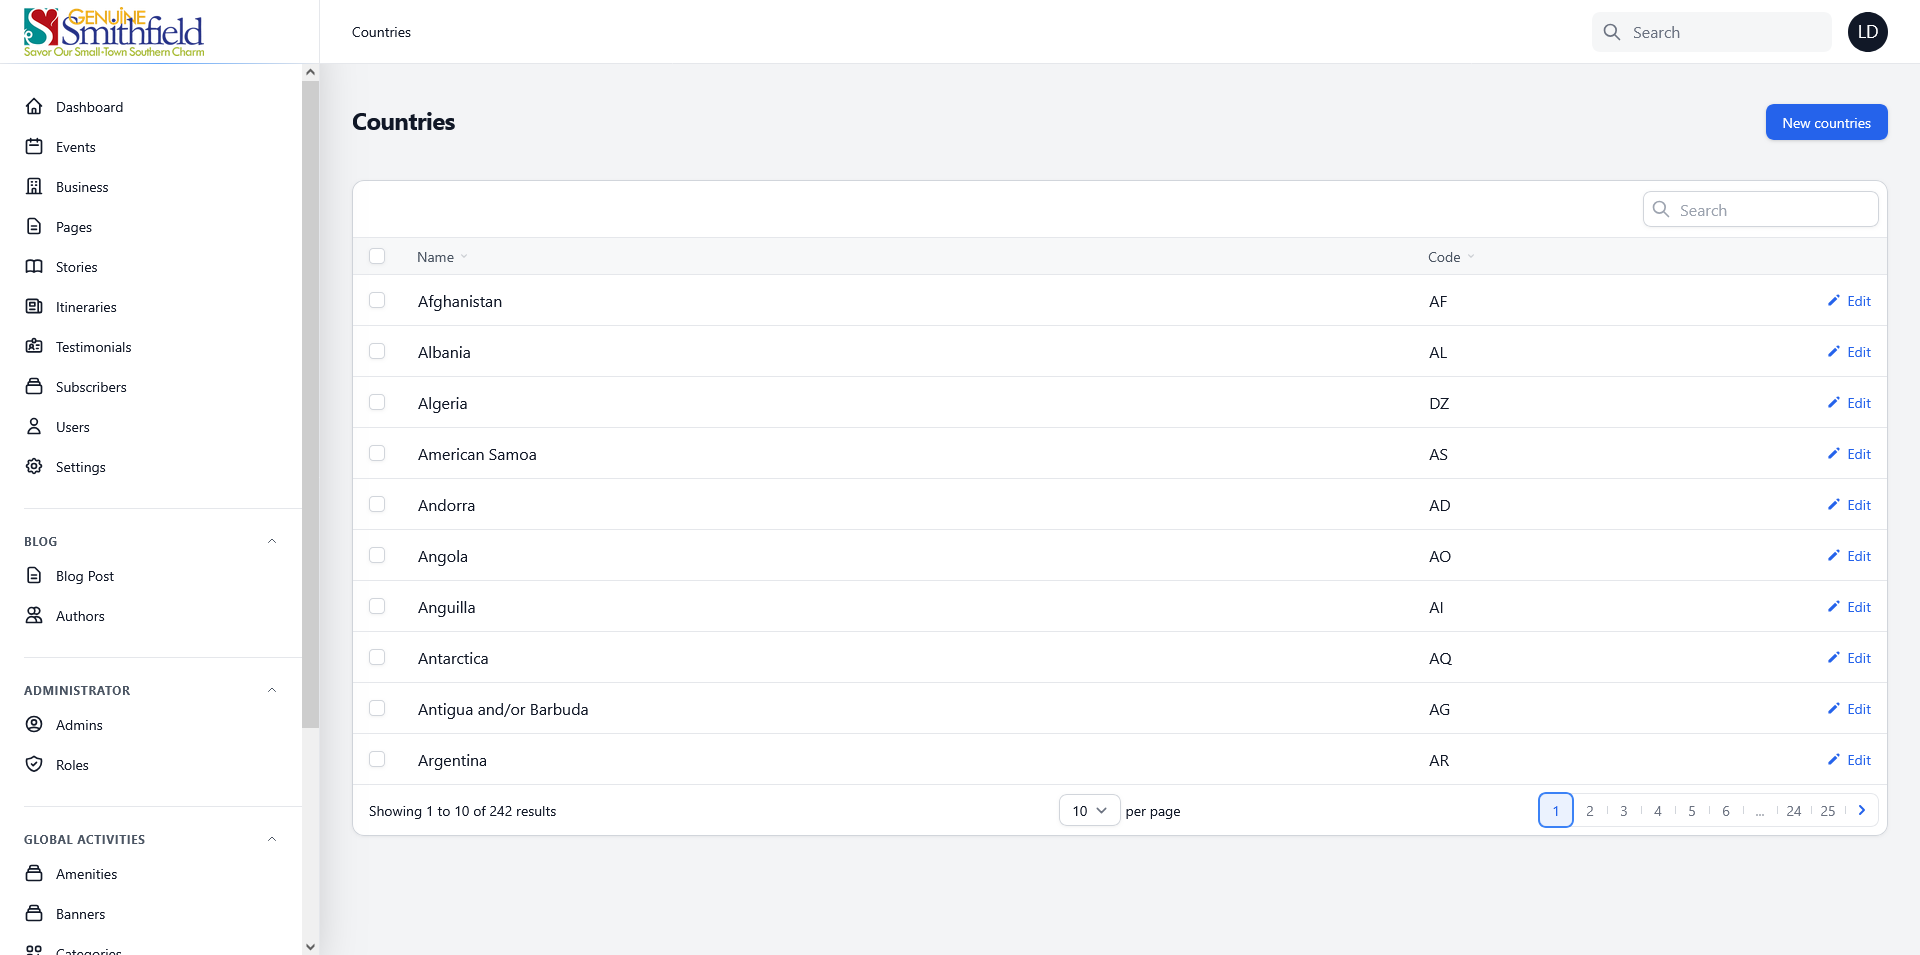 GENUINE
Smithfield
Savor Our Small-Town Southern Charm
Countries
Search
LD
Dashboard
Events
Business
Pages
Stories
Itineraries
Testimonials
Subscribers
Users
Settings
BLOG
Blog Post
Authors
ADMINISTRATOR
Admins
Roles
GLOBAL ACTIVITIES
Amenities
Banners
Categories
Countries
New countries
Search
Name Code
Afghanistan AF Edit
Albania AL Edit
Algeria DZ Edit
American Samoa AS Edit
Andorra AD Edit
Angola AO Edit
Anguilla AI Edit
Antarctica AQ Edit
Antigua and/or Barbuda AG Edit
Argentina AR Edit
Showing 1 to 10 of 242 results 10 per page 1 2 3 4 5 6 ... 24 25